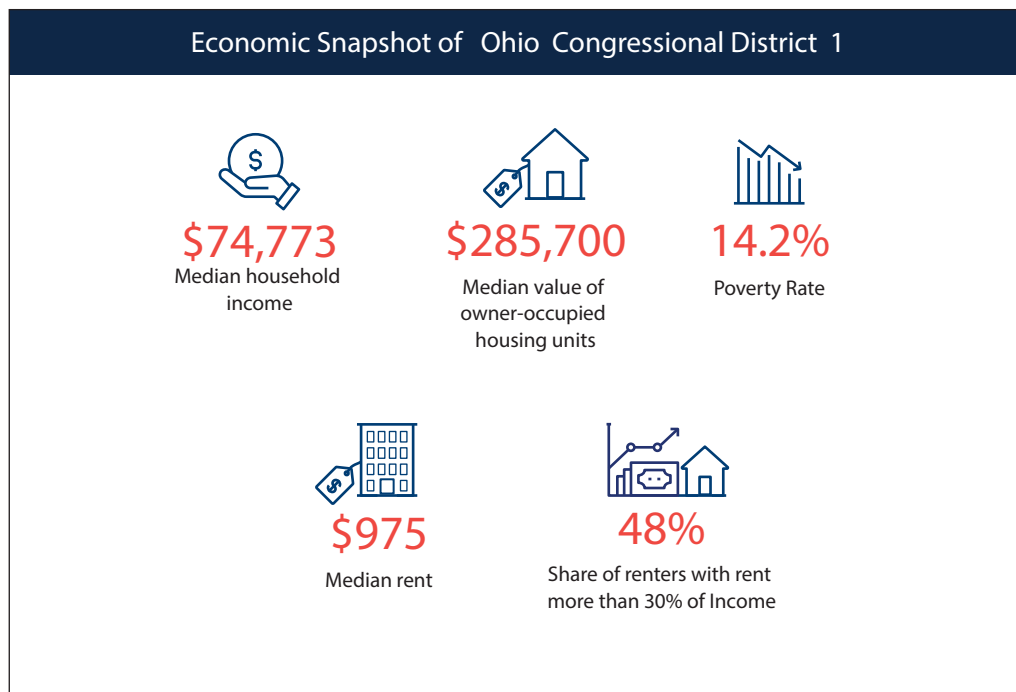 Economic Snapshot of Ohio Congressional District 1
$
$
$74,773
Median household
income
$285,700
Median value of
owner-occupied
housing units
14.2%
Poverty Rate
$
$975
Median rent
48%
Share of renters with rent
more than 30% of Income